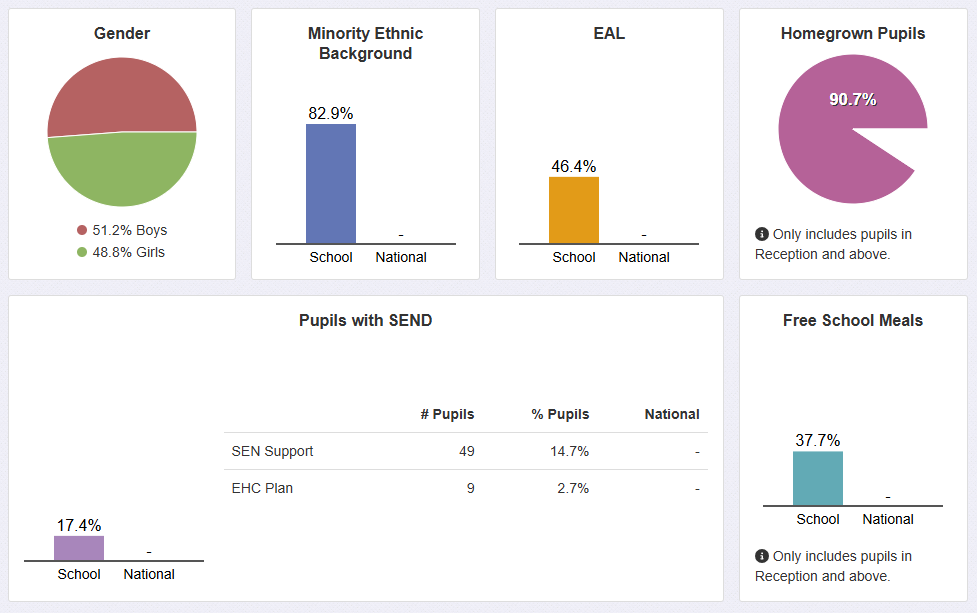 Gender
51.2% Boys
48.8% Girls
Minority Ethnic
Background
82.9%
-
School National
EAL
46.4%
-
School National
Homegrown Pupils
90.7%
Only includes pupils in
Reception and above.
Pupils with SEND
17.4%
-
School National
# Pupils % Pupils National
SEN Support 49 14.7% -
EHC Plan 9 2.7% -
Free School Meals
37.7%
-
School National
Only includes pupils in
Reception and above.